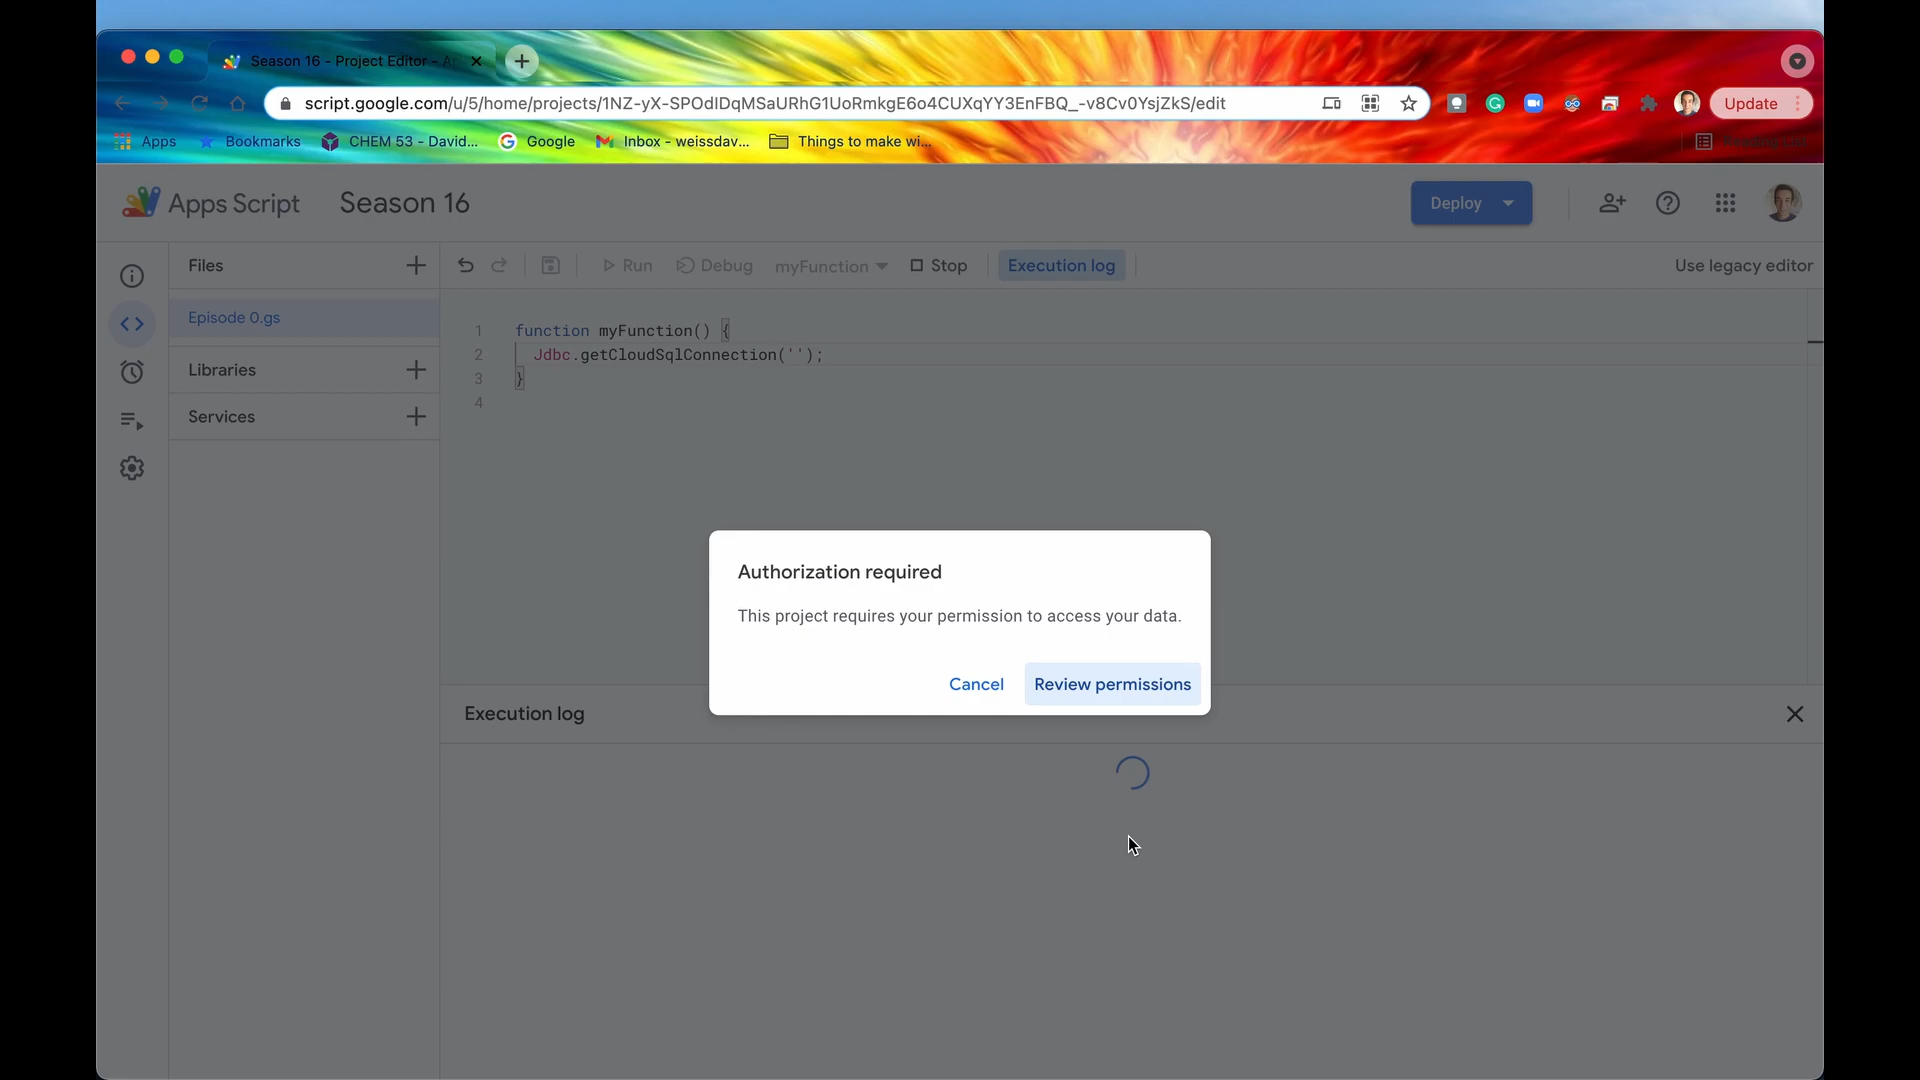 Season 16 - Project Editor - A
script.google.com/u/5/home/projects/1NZ-yX-SPOdIDqMSaURhG1UoRmkgE6o4CUXqYY3EnFBQ_-v8Cv0YsjZkS/edit
Update
Apps
Bookmarks
CHEM 53 - David...
Google
Inbox - weissdav...
Things to make wi...
Reading List
Apps Script
Season 16
Deploy
Files
Run
Debug
myFunction
Stop
Execution log
Use legacy editor
Episode 0.gs
Libraries
Services
1 function myFunction() {
2 Jdbc.getCloudSqlConnection('');
3 }
4
Authorization required
This project requires your permission to access your data.
Cancel
Review permissions
Execution log